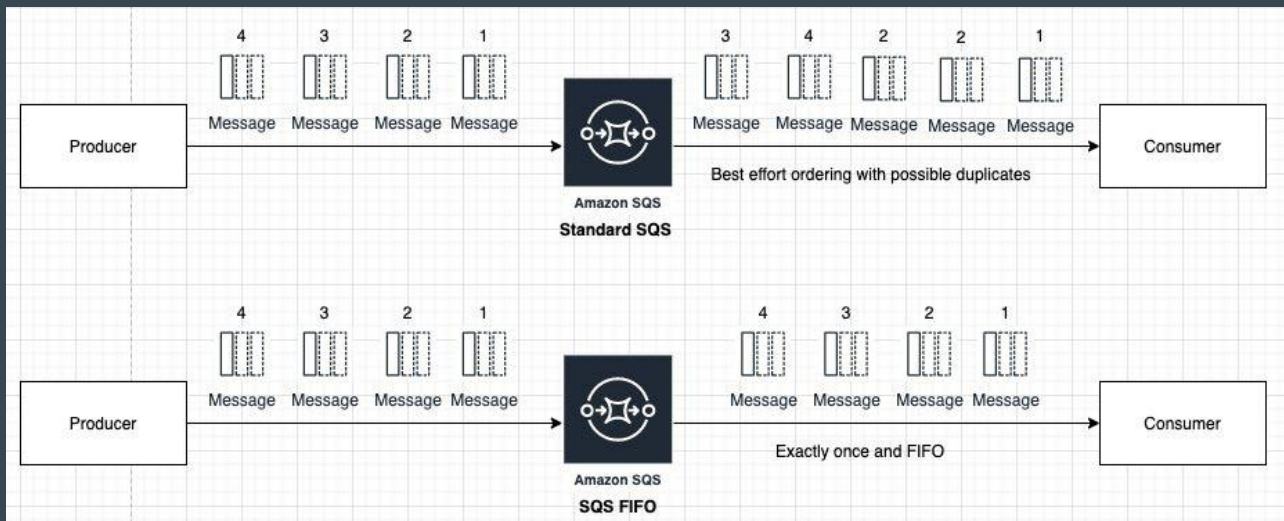 4 3 2 1
Message Message Message Message
3 4 2 2 1
Message Message Message Message Message
Producer
Consumer
Best effort ordering with possible duplicates
Amazon SQS
Standard SQS
4 3 2 1
Message Message Message Message
4 3 2 1
Message Message Message Message
Producer
Consumer
Exactly once and FIFO
Amazon SQS
SQS FIFO